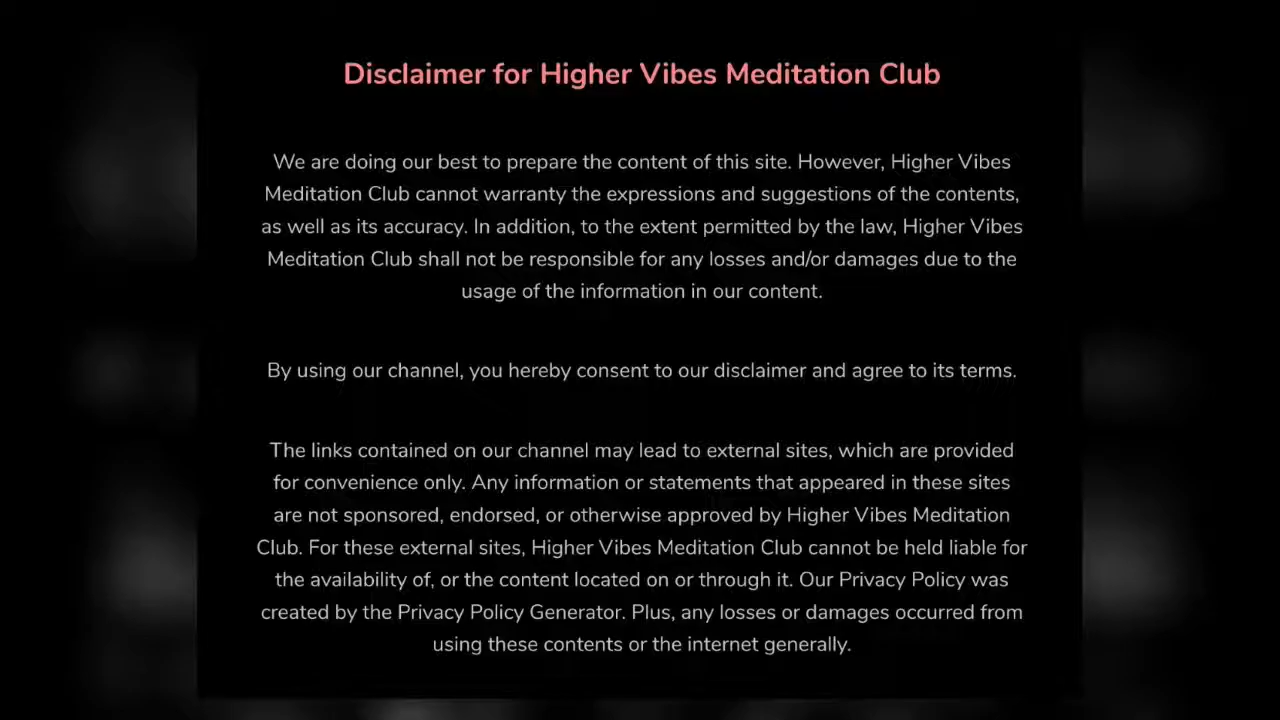 Disclaimer for Higher Vibes Meditation Club
We are doing our best to prepare the content of this site. However, Higher Vibes
Meditation Club cannot warranty the expressions and suggestions of the contents,
as well as its accuracy. In addition, to the extent permitted by the law, Higher Vibes
Meditation Club shall not be responsible for any losses and/or damages due to the
usage of the information in our content.
By using our channel, you hereby consent to our disclaimer and agree to its terms.
The links contained on our channel may lead to external sites, which are provided
for convenience only. Any information or statements that appeared in these sites
are not sponsored, endorsed, or otherwise approved by Higher Vibes Meditation
Club. For these external sites, Higher Vibes Meditation Club cannot be held liable for
the availability of, or the content located on or through it. Our Privacy Policy was
created by the Privacy Policy Generator. Plus, any losses or damages occurred from
using these contents or the internet generally.